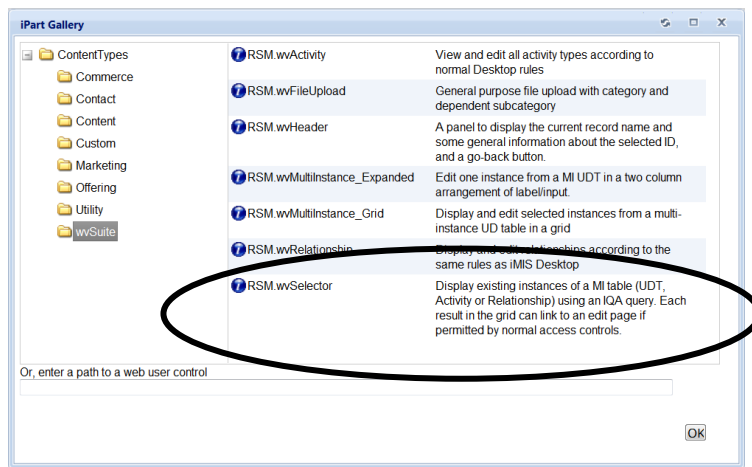 iPart Gallery
ContentTypes
Commerce
Contact
Content
Custom
Marketing
Offering
Utility
wvSuite
RSM.wvActivity
View and edit all activity types according to
normal Desktop rules
RSM.wvFileUpload
General purpose file upload with category and
dependent subcategory
RSM.wvHeader
A panel to display the current record name and
some general information about the selected ID,
and a go-back button.
RSM.wvMultiInstance_Expanded
Edit one instance from a MI UDT in a two column
arrangement of label/input.
RSM.wvMultiInstance_Grid
Display and edit selected instances from a multi-
instance UD table in a grid
RSM.wvRelationship
Display and edit relationships according to the
same rules as iMIS Desktop
RSM.wvSelector
Display existing instances of a MI table (UDT,
Activity or Relationship) using an IQA query. Each
result in the grid can link to an edit page if
permitted by normal access controls.
Or, enter a path to a web user control
OK